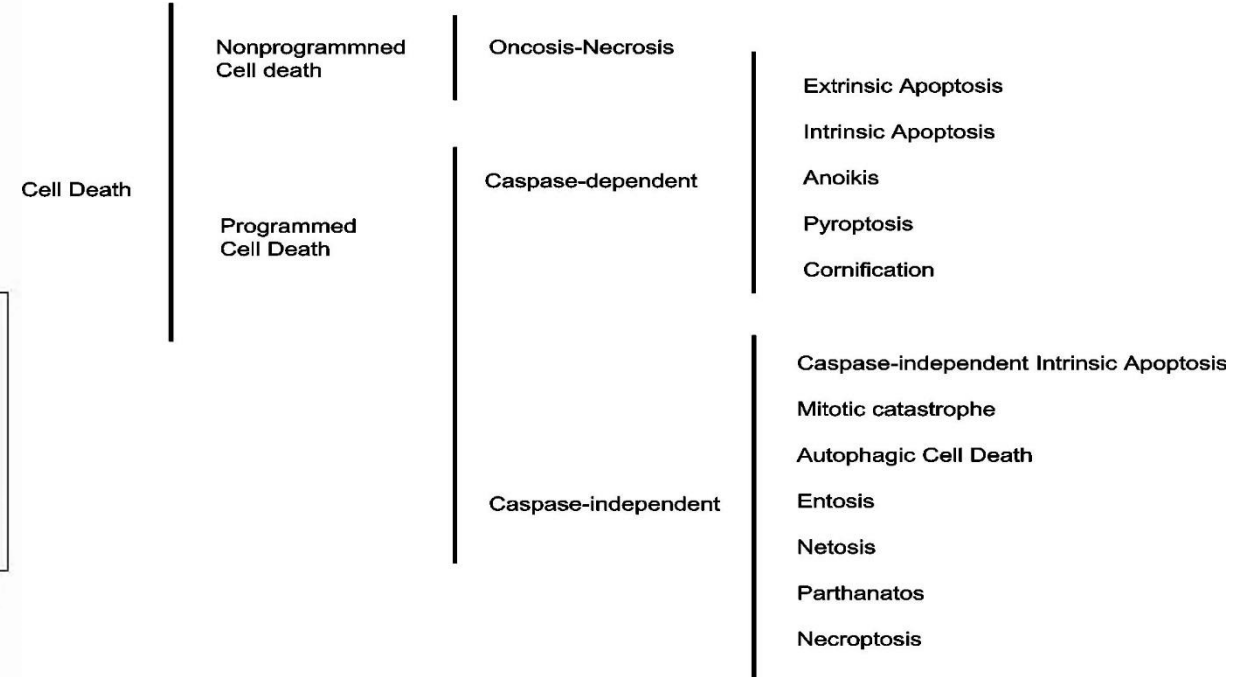 Cell Death
Nonprogrammned
Cell death
Programmed
Cell Death
Oncosis-Necrosis
Caspase-dependent
Caspase-independent
Extrinsic Apoptosis
Intrinsic Apoptosis
Anoikis
Pyroptosis
Cornification
Caspase-independent Intrinsic Apoptosis
Mitotic catastrophe
Autophagic Cell Death
Entosis
Netosis
Parthanatos
Necroptosis